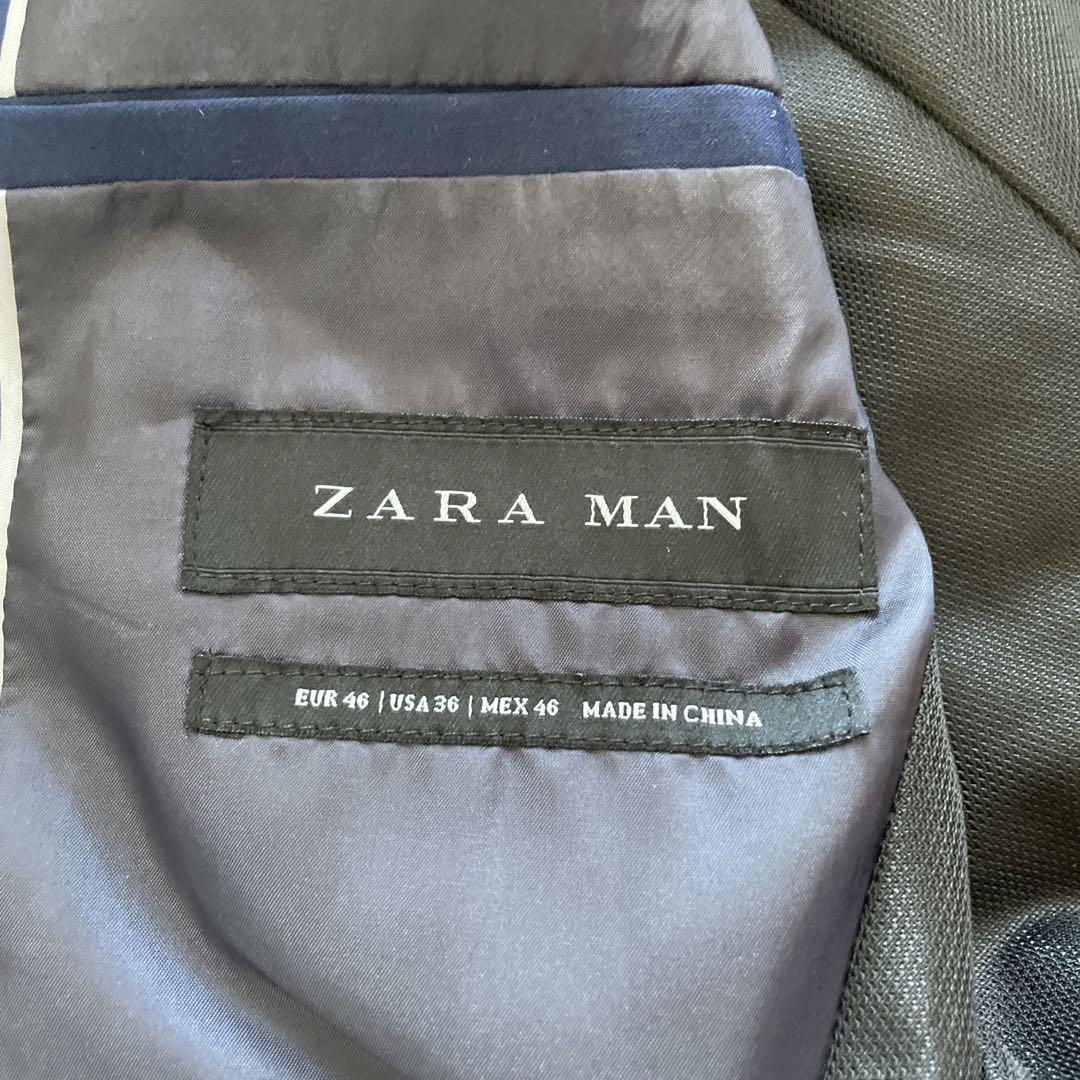 ZARA MAN
EUR 46 | USA 36 | MEX 46 MADE IN CHINA